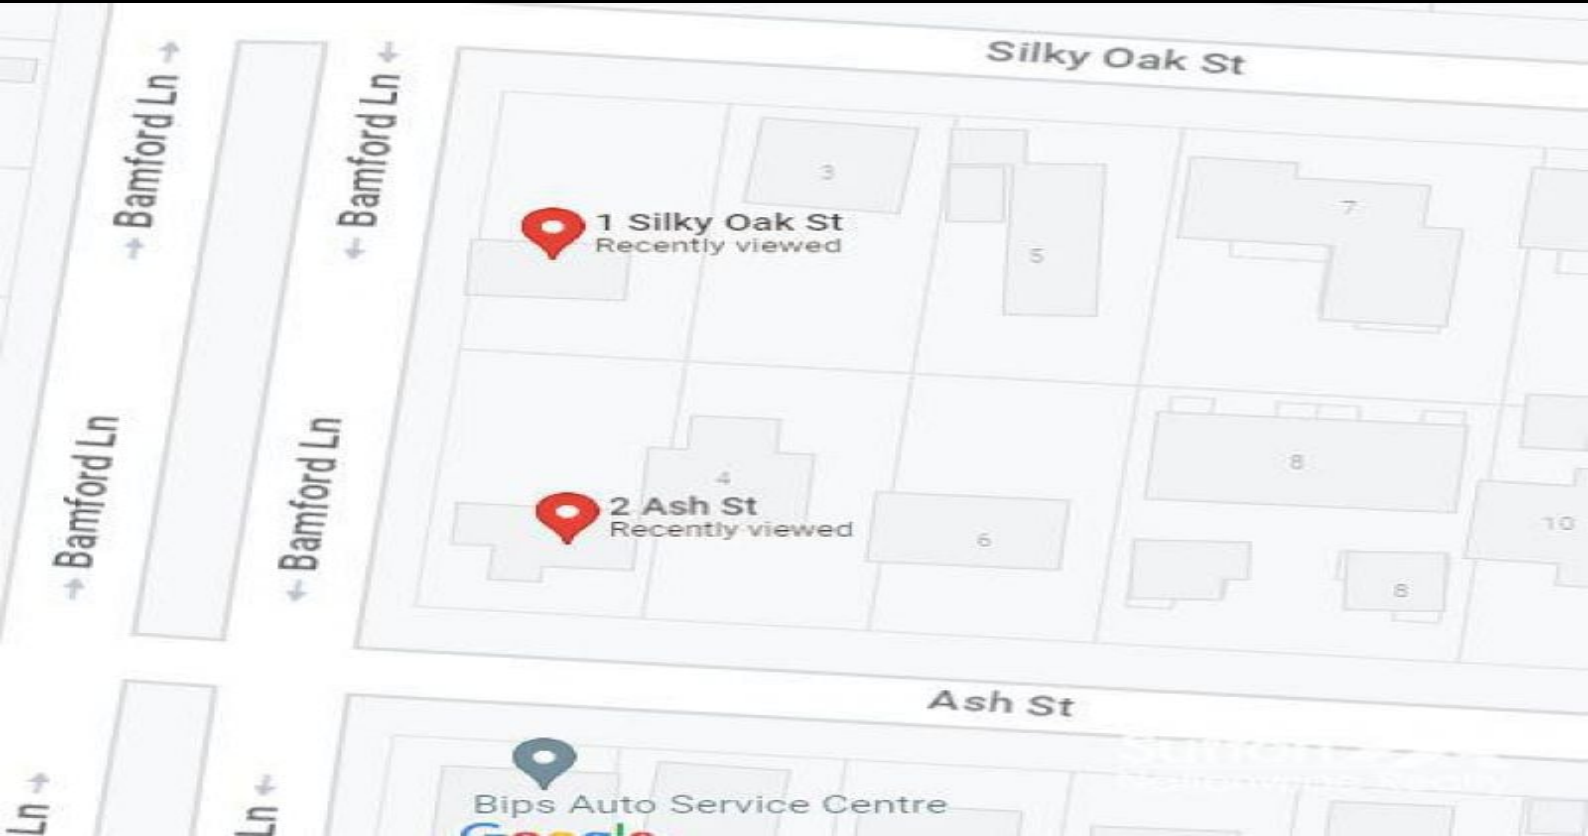 Silky Oak St
Bamford Ln
Bamford Ln
3
7
1 Silky Oak St
Recently viewed
5
Bamford Ln
Bamford Ln
8
4
2 Ash St
Recently viewed
6
10
8
Ash St
Bips Auto Service Centre
Ln
Ln
Google